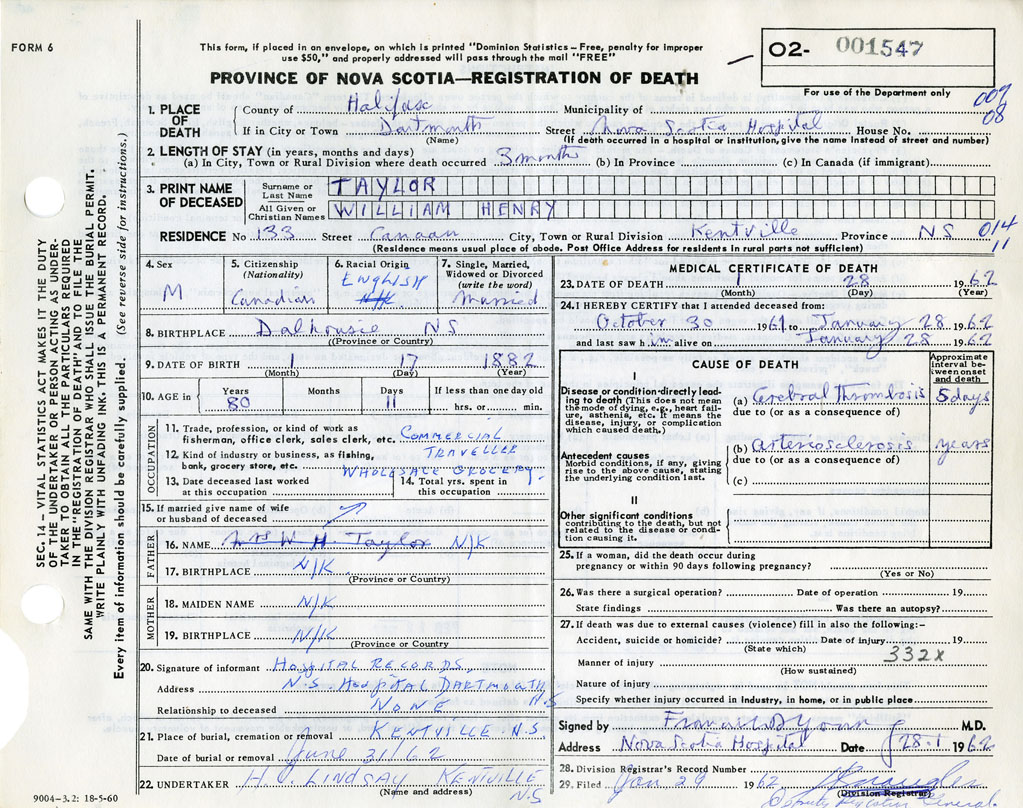 FORM 6
This form, if placed in an envelope, on which is printed "Dominion Statistics – Free, penalty for improper
use $50," and properly addressed will pass through the mail "FREE"
O2- 001547
For use of the Department only
PROVINCE OF NOVA SCOTIA—REGISTRATION OF DEATH
007
08
SEC. 14 – VITAL STATISTICS ACT MAKES IT THE DUTY
OF THE UNDERTAKER OR PERSON ACTING AS UNDER-
TAKER TO OBTAIN ALL THE PARTICULARS REQUIRED
IN THE "REGISTRATION OF DEATH" AND TO FILE THE
SAME WITH THE DIVISION REGISTRAR WHO SHALL ISSUE THE BURIAL PERMIT.
WRITE PLAINLY WITH UNFADING INK. THIS IS A PERMANENT RECORD.
Every item of information should be carefully supplied. (See reverse side for instructions.)
1. PLACE OF DEATH
County of Halifax Municipality of
If in City or Town Dartmouth Street Nova Scotia Hospital House No.
(Name) (If death occurred in a hospital or institution, give the name instead of street and number)
2. LENGTH OF STAY (in years, months and days)
(a) In City, Town or Rural Division where death occurred 3 months (b) In Province (c) In Canada (if immigrant)
3. PRINT NAME OF DECEASED
Surname or Last Name TAYLOR
All Given or Christian Names WILLIAM HENRY
RESIDENCE No 133 Street Canaan City, Town or Rural Division Kentville Province NS 014
11
(Residence means usual place of abode. Post Office Address for residents in rural parts not sufficient)
4. Sex M
5. Citizenship (Nationality) Canadian
6. Racial Origin ENGLISH N/K
7. Single, Married, Widowed or Divorced (write the word) Married
8. BIRTHPLACE Dalhousie NS
(Province or Country)
9. DATE OF BIRTH 1 17 1882
(Month) (Day) (Year)
10. AGE in Years 80 Months Days 11 If less than one day old hrs. or min.
OCCUPATION
11. Trade, profession, or kind of work as
fisherman, office clerk, sales clerk, etc. COMMERCIAL
TRAVELLER
12. Kind of industry or business, as fishing,
bank, grocery store, etc. WHOLESALE GROCERY.
13. Date deceased last worked at this occupation
14. Total yrs. spent in this occupation
15. If married give name of wife
or husband of deceased
FATHER
16. NAME Mrs W H. Taylor N/K
17. BIRTHPLACE N/K
(Province or Country)
MOTHER
18. MAIDEN NAME N/K
19. BIRTHPLACE N/K
(Province or Country)
20. Signature of informant HOSPITAL RECORDS,
Address N.S. Hospital DARTMOUTH N.S
Relationship to deceased NONE
21. Place of burial, cremation or removal KENTVILLE N.S
Date of burial or removal June 31/62
22. UNDERTAKER LINDSAY KENTVILLE N-S
(Name and address)
9004-3.2: 18-5-60
MEDICAL CERTIFICATE OF DEATH
23. DATE OF DEATH 1 28 1962
(Month) (Day) (Year)
24. I HEREBY CERTIFY that I attended deceased from:
October 30 1961 to January 28 1962
and last saw him alive on January 28 1962
CAUSE OF DEATH
Approximate interval between onset and death
I
Disease or condition directly leading to death (This does not mean the mode of dying, e.g., heart failure, asthenia, etc. It means the disease, injury, or complication which caused death.)
(a) Cerebral Thrombosis 5 days
due to (or as a consequence of)
Antecedent causes
Morbid conditions, if any, giving rise to the above cause, stating the underlying condition last.
(b) arteriosclerosis years
due to (or as a consequence of)
(c)
II
Other significant conditions
contributing to the death, but not related to the disease or condition causing it.
25. If a woman, did the death occur during
pregnancy or within 90 days following pregnancy?
(Yes or No)
26. Was there a surgical operation? Date of operation 19
State findings Was there an autopsy?
27. If death was due to external causes (violence) fill in also the following:-
Accident, suicide or homicide? Date of injury 19
(State which)
332X
Manner of injury
(How sustained)
Nature of injury
Specify whether injury occurred in industry, in home, or in public place
Signed by M.D.
Address Nova Scotia Hospital Date 28-1 1962
28. Division Registrar's Record Number
29. Filed Jan 29 1962
(Division Registrar)
Deputy Registrar General.